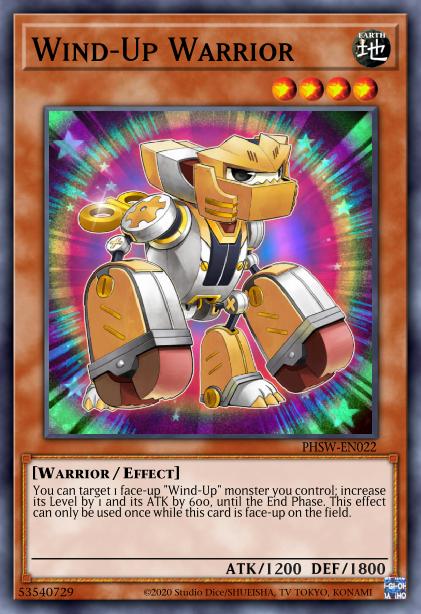 Wind-Up Warrior
EARTH
地
PHSW-EN022
[Warrior / Effect]
You can target 1 face-up "Wind-Up" monster you control; increase
its Level by 1 and its ATK by 600, until the End Phase. This effect
can only be used once while this card is face-up on the field.
ATK/1200 DEF/1800
53540729
©2020 Studio Dice/SHUEISHA, TV TOKYO, KONAMI